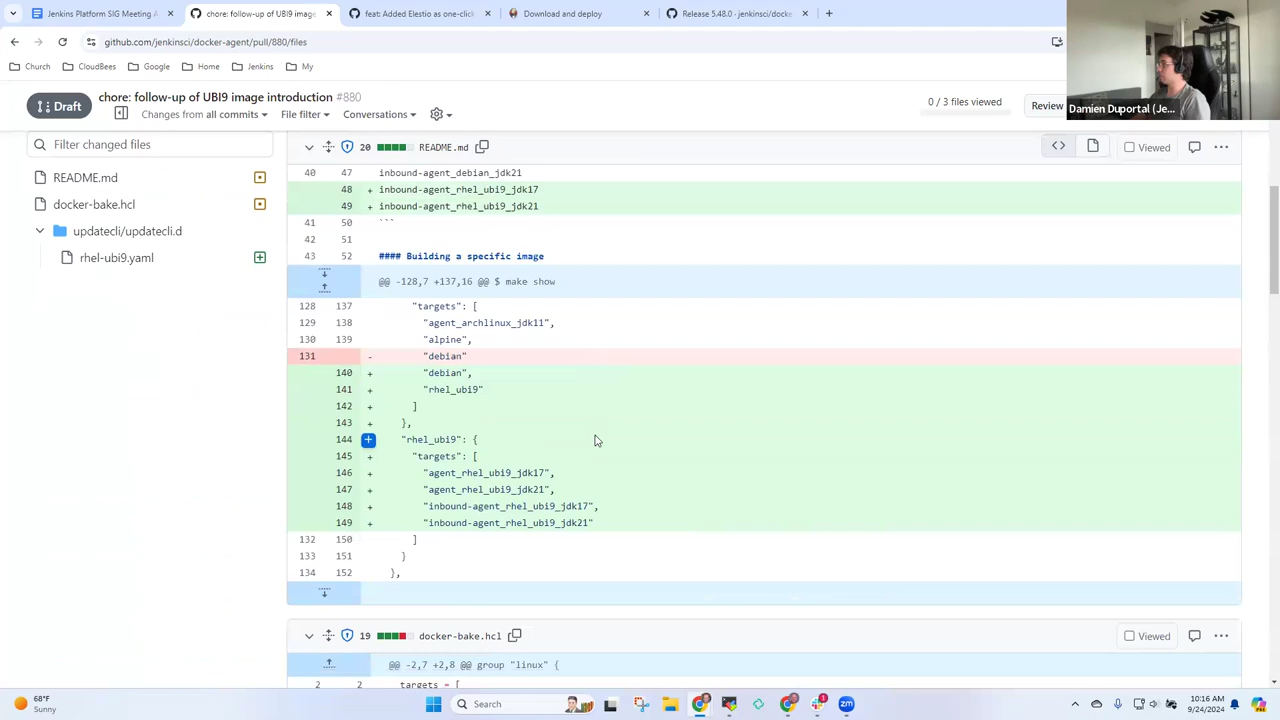 Jenkins Platform SIG Meeting A
chore: follow-up of UBI9 image
feat: Added Elestio as one-click
Download and deploy
Release 5.48.0 · jenkinsci/docke
github.com/jenkinsci/docker-agent/pull/880/files
Church
CloudBees
Google
Home
Jenkins
My
Draft
chore: follow-up of UBI9 image introduction #880
Changes from all commits
File filter
Conversations
0 / 3 files viewed
Review
Damien Duportal (Je...
Filter changed files
README.md
docker-bake.hcl
updatecli/updatecli.d
rhel-ubi9.yaml
20 README.md
Viewed
40 47 inbound-agent_debian_jdk21
48 + inbound-agent_rhel_ubi9_jdk17
49 + inbound-agent_rhel_ubi9_jdk21
41 50 ```
42 51
43 52 #### Building a specific image
@@ -128,7 +137,16 @@ $ make show
128 137 "targets": [
129 138 "agent_archlinux_jdk11",
130 139 "alpine",
131 - "debian"
140 + "debian",
141 + "rhel_ubi9"
142 + ]
143 + },
144 + "rhel_ubi9": {
145 + "targets": [
146 + "agent_rhel_ubi9_jdk17",
147 + "agent_rhel_ubi9_jdk21",
148 + "inbound-agent_rhel_ubi9_jdk17",
149 + "inbound-agent_rhel_ubi9_jdk21"
132 150 ]
133 151 }
134 152 },
19 docker-bake.hcl
Viewed
@@ -2,7 +2,8 @@ group "linux" {
2 2 targets = [
68°F
Sunny
Search
1
10:16 AM
9/24/2024